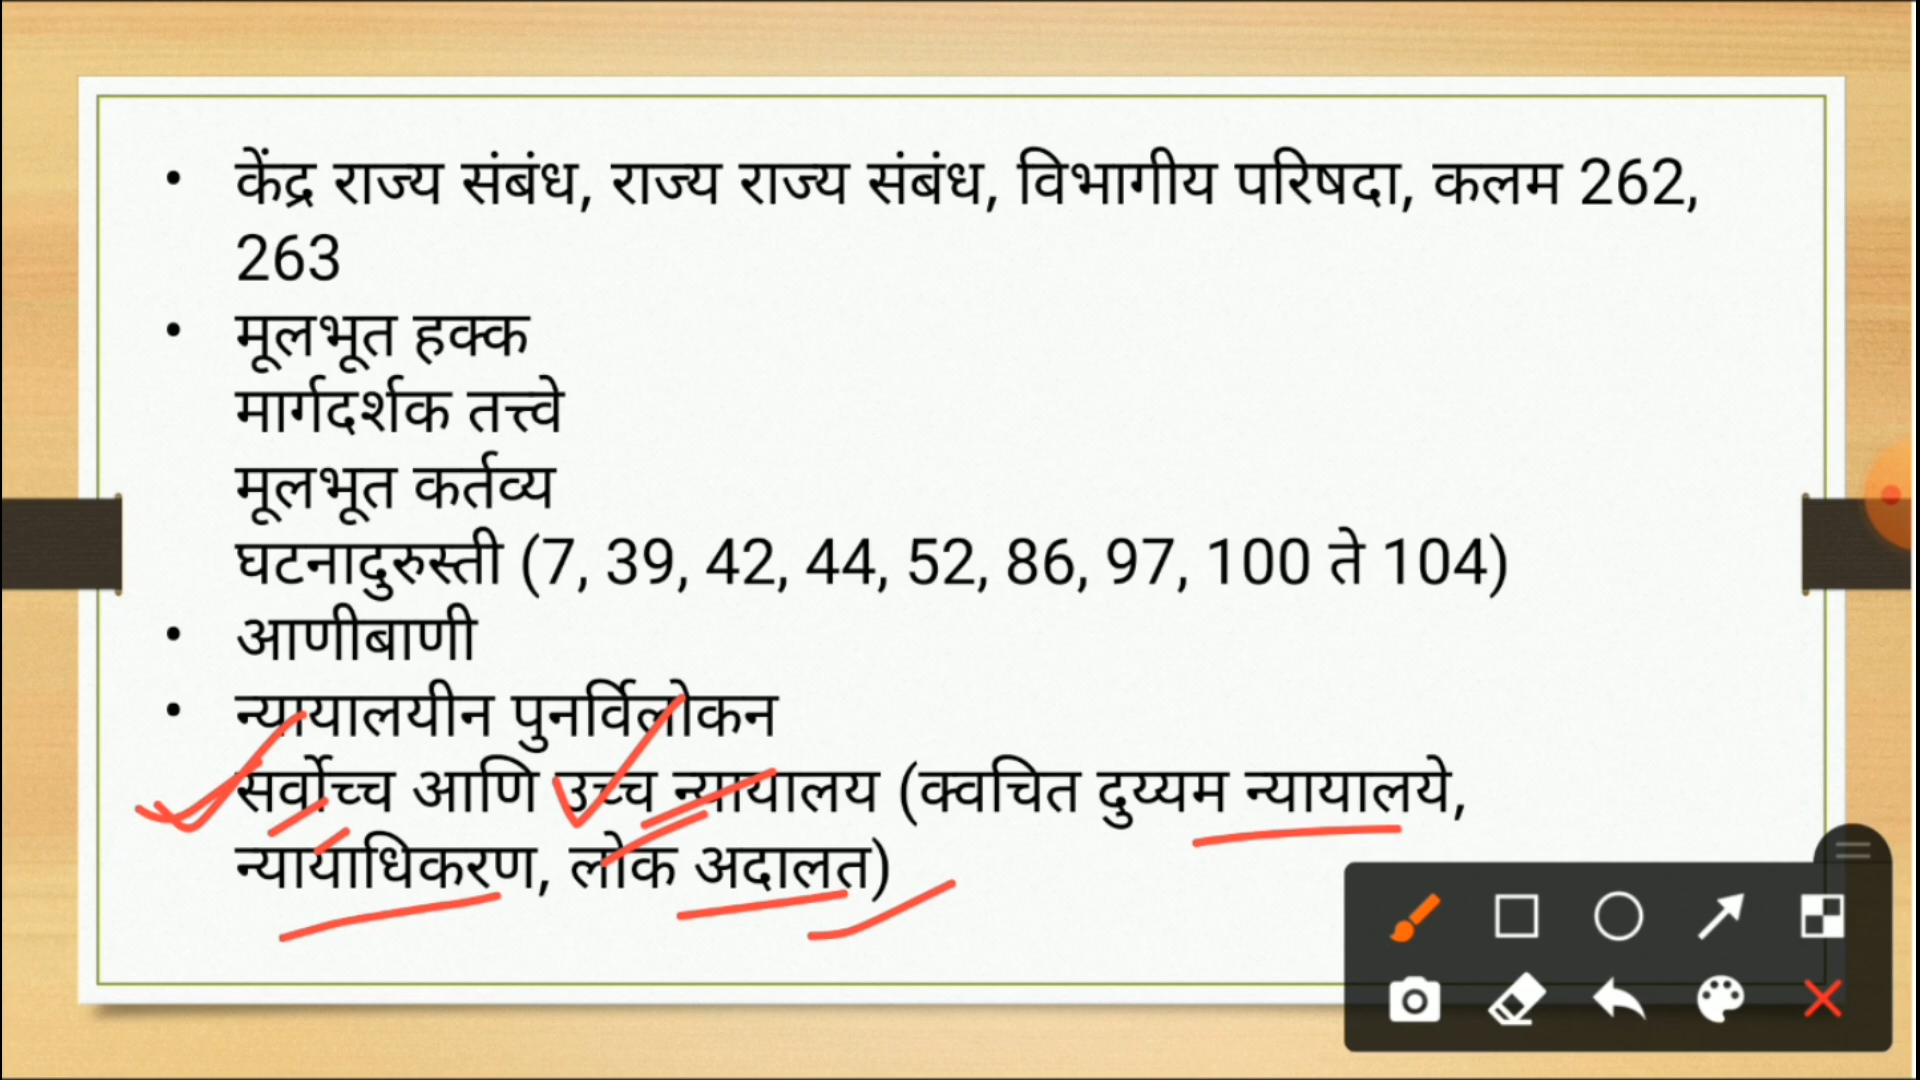 • केंद्र राज्य संबंध, राज्य राज्य संबंध, विभागीय परिषदा, कलम 262,
263
• मूलभूत हक्क
मार्गदर्शक तत्त्वे
मूलभूत कर्तव्य
घटनादुरुस्ती (7, 39, 42, 44, 52, 86, 97, 100 ते 104)
• आणीबाणी
• न्यायालयीन पुनर्विलोकन
सर्वोच्च आणि उच्च न्यायालय (क्वचित दुय्यम न्यायालये,
न्यायाधिकरण, लोक अदालत)